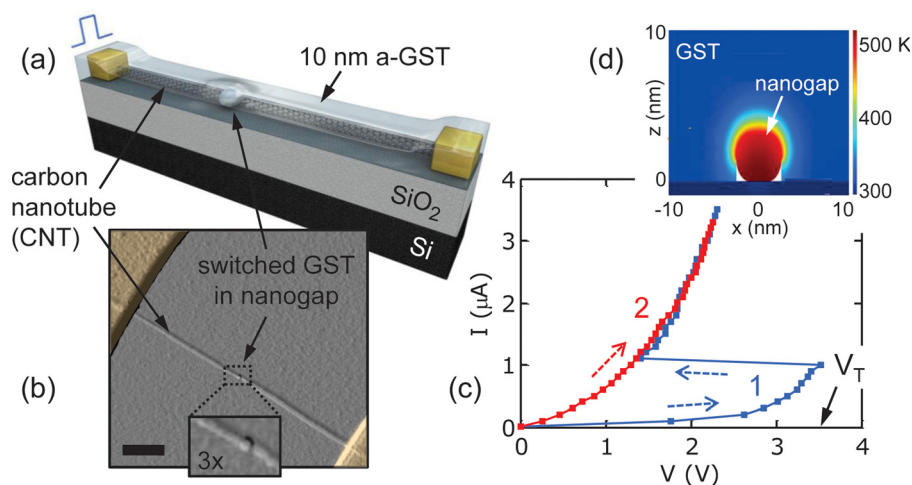 (a)
10 nm a-GST
carbon
nanotube
(CNT)
SiO2
Si
switched GST
in nanogap
(b)
3x
(d)
10
GST
nanogap
z (nm)
0
-10
0
10
x (nm)
500 K
400
300
4
3
2
1
0
I (μA)
2
1
VT
(c)
0
1
2
3
4
V (V)